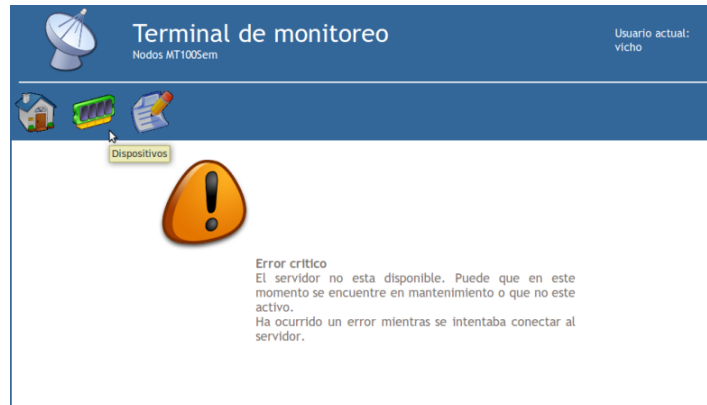 Terminal de monitoreo
Nodos MT100Sem
Usuario actual:
vicho
Dispositivos
Error critico
El servidor no esta disponible. Puede que en este
momento se encuentre en mantenimiento o que no este
activo.
Ha ocurrido un error mientras se intentaba conectar al
servidor.